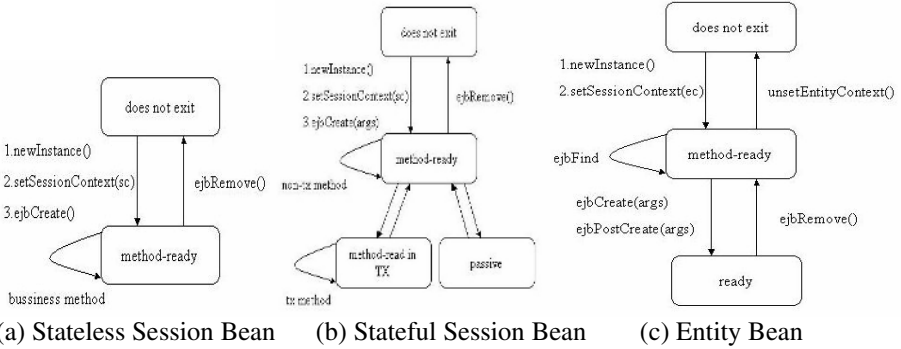 does not exit
1.newInstance()
2.setSessionContext(sc)
3.ejbCreate()
ejbRemove()
method-ready
bussiness method
(a) Stateless Session Bean
does not exit
1.newInstance()
2.setSessionContext(sc)
3.ejbCreate(args)
ejbRemove()
method-ready
non-tx method
method-read in
TX
passive
tx method
(b) Stateful Session Bean
does not exit
1.newInstance()
2.setSessionContext(ec)
unsetEntityContext()
method-ready
ejbFind
ejbCreate(args)
ejbPostCreate(args)
ejbRemove()
ready
(c) Entity Bean